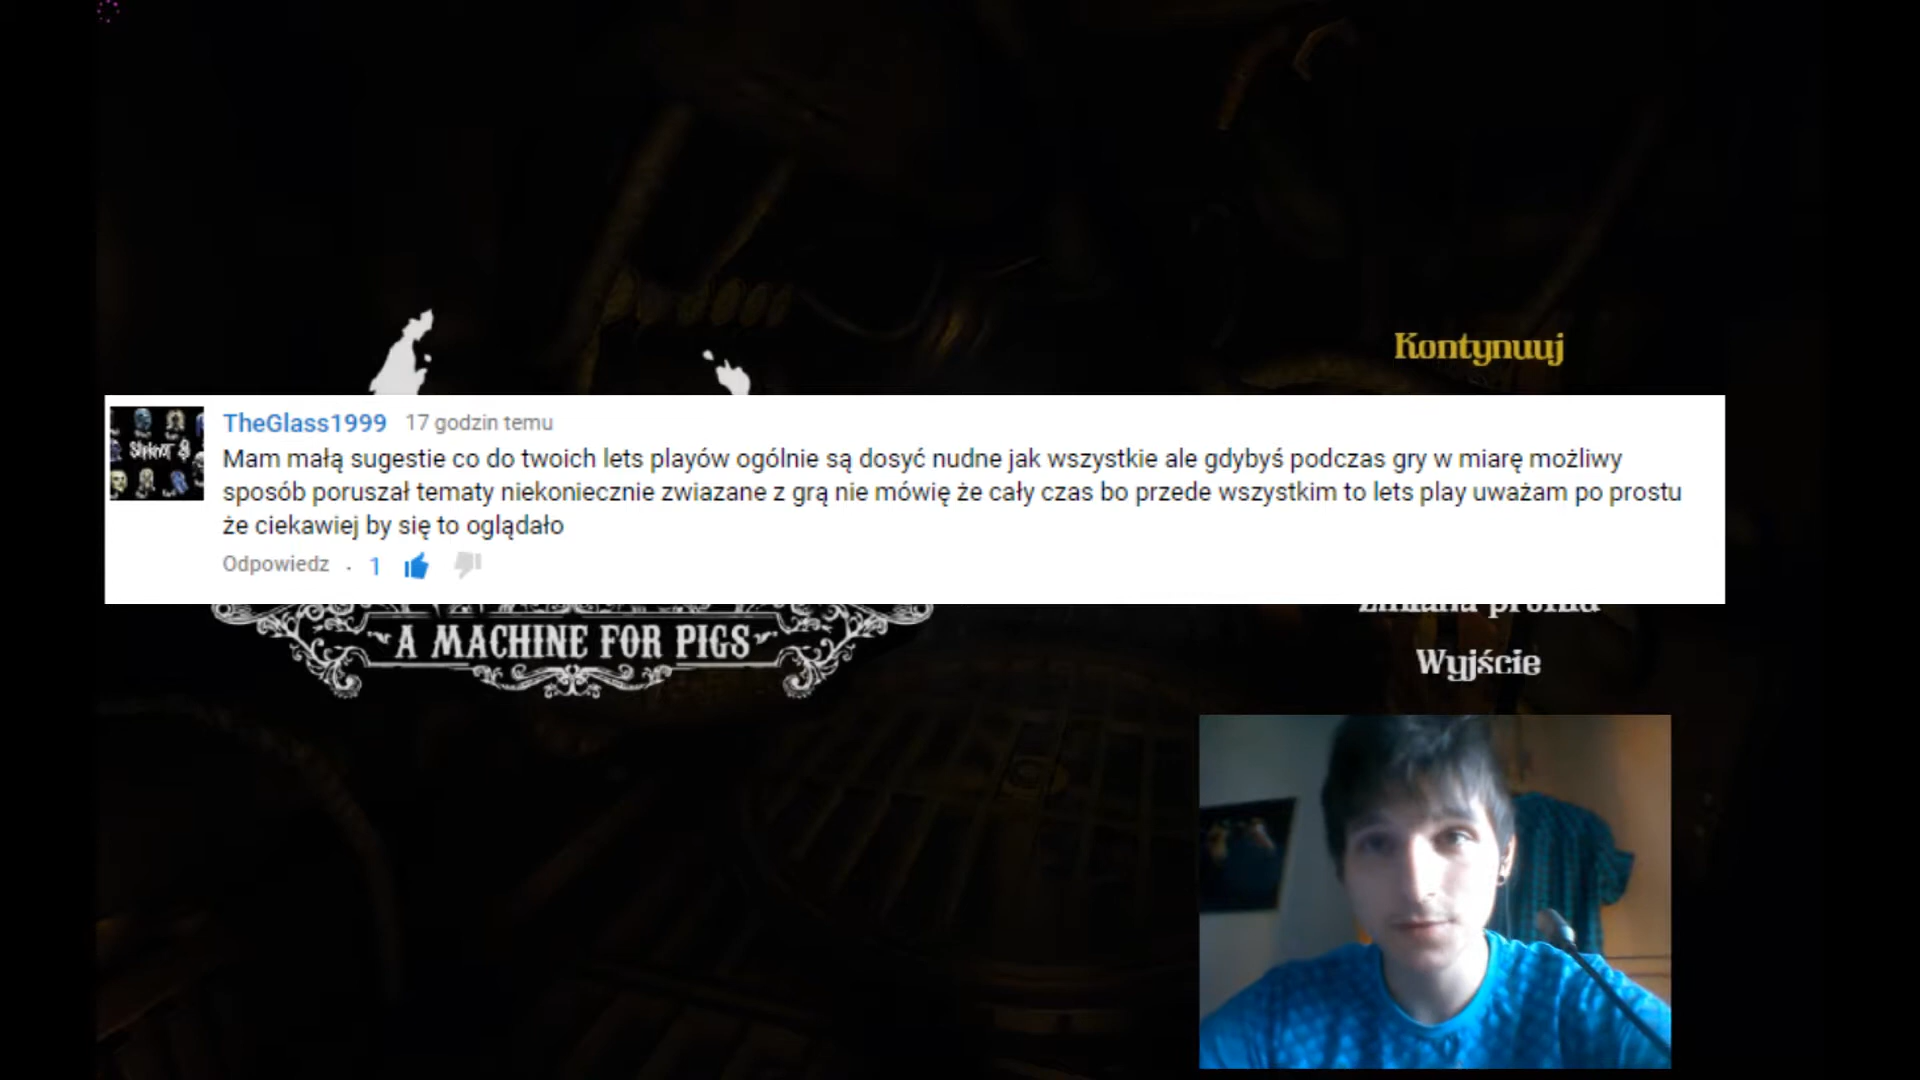 Kontynuuj
TheGlass1999 17 godzin temu
Mam małą sugestie co do twoich lets playów ogólnie są dosyć nudne jak wszystkie ale gdybyś podczas gry w miarę możliwy
sposób poruszał tematy niekoniecznie zwiazane z grą nie mówię że cały czas bo przede wszystkim to lets play uważam po prostu
że ciekawiej by się to oglądało
Odpowiedz . 1
Slipknot
Zmiana profilu
A MACHINE FOR PIGS
Wyjście